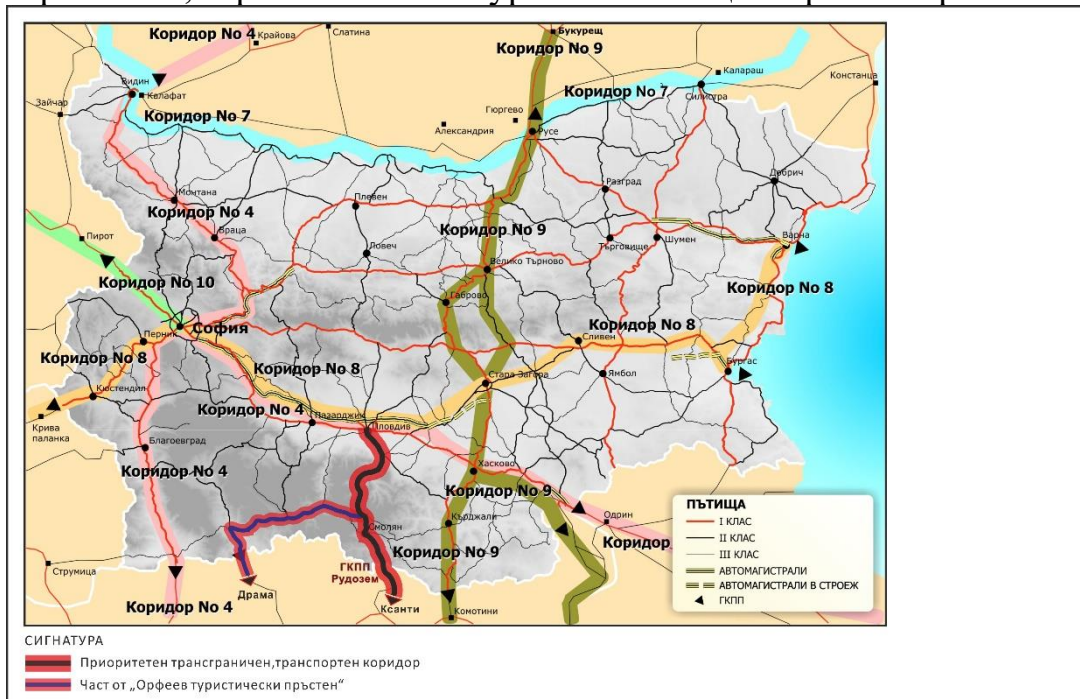 Коридор No 4
Крайова
Слатина
Букурещ
Коридор No 9
Видин
Калафат
Зайчар
Коридор No 7
Александрия
Гюргево
Русе
Коридор No 7
Калараш
Силистра
Констанца
Монтана
Коридор No 4
Враца
Плевен
Ловеч
Коридор No 9
Велико Търново
Разград
Търговище
Шумен
Добрич
Варна
Пирот
Коридор No 10
София
Перник
Габрово
Коридор No 8
Коридор No 8
Коридор No 8
Кюстендил
Крива
паланка
Коридор No 8
Сливен
Стара Загора
Ямбол
Бургас
Коридор No 4
Пазарджик
Пловдив
Благоевград
Коридор No 4
Хасково
Коридор No 9
Кърджали
Коридор No 9
Смолян
ГКПП
Рудозем
Одрин
Коридор
Струмица
Коридор No 4
Драма
Ксанти
Комотини
ПЪТИЩА
I КЛАС
II КЛАС
III КЛАС
АВТОМАГИСТРАЛИ
АВТОМАГИСТРАЛИ В СТРОЕЖ
ГКПП
СИГНАТУРА
Приоритетен трансграничен,транспортен коридор
Част от „Орфеев туристически пръстен“